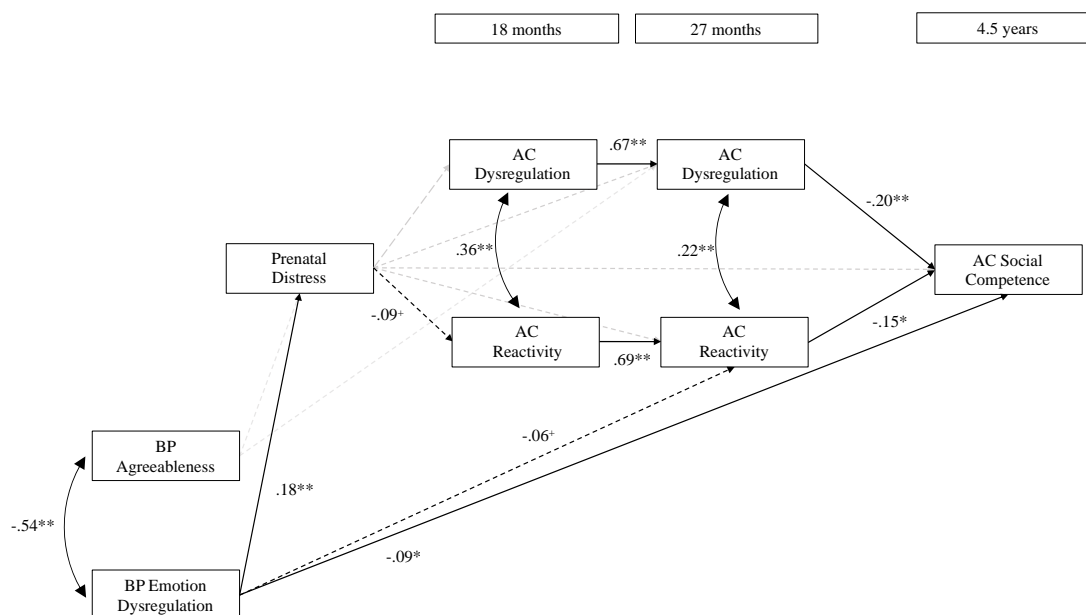 18 months
27 months
4.5 years
AC
Dysregulation
.67**
AC
Dysregulation
-.20**
.36**
.22**
Prenatal
Distress
AC Social
Competence
-.09+
AC
Reactivity
.69**
AC
Reactivity
-.15*
-.06+
BP
Agreeableness
.18**
-.54**
-.09*
BP Emotion
Dysregulation